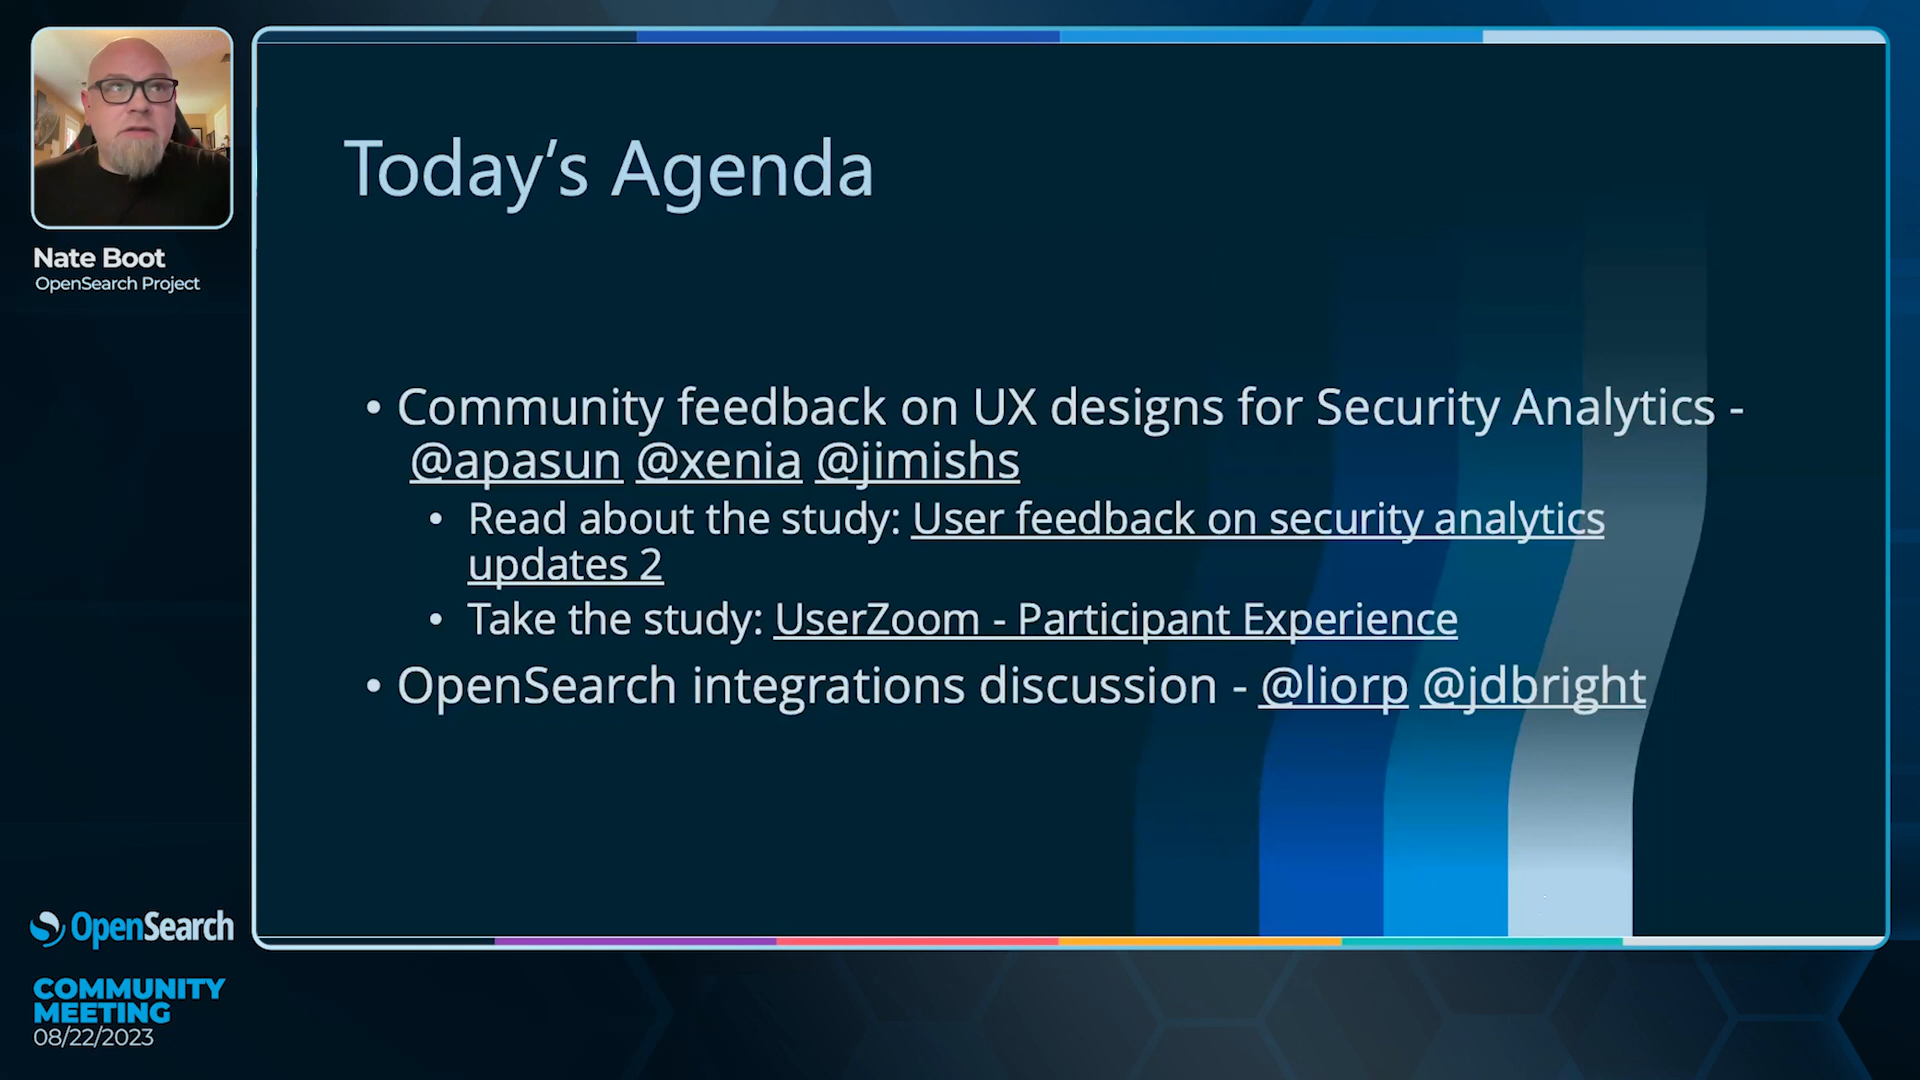 Nate Boot
OpenSearch Project
Today’s Agenda
• Community feedback on UX designs for Security Analytics -
@apasun @xenia @jimishs
• Read about the study: User feedback on security analytics
updates 2
• Take the study: UserZoom - Participant Experience
• OpenSearch integrations discussion - @liorp @jdbright
OpenSearch
COMMUNITY
MEETING
08/22/2023